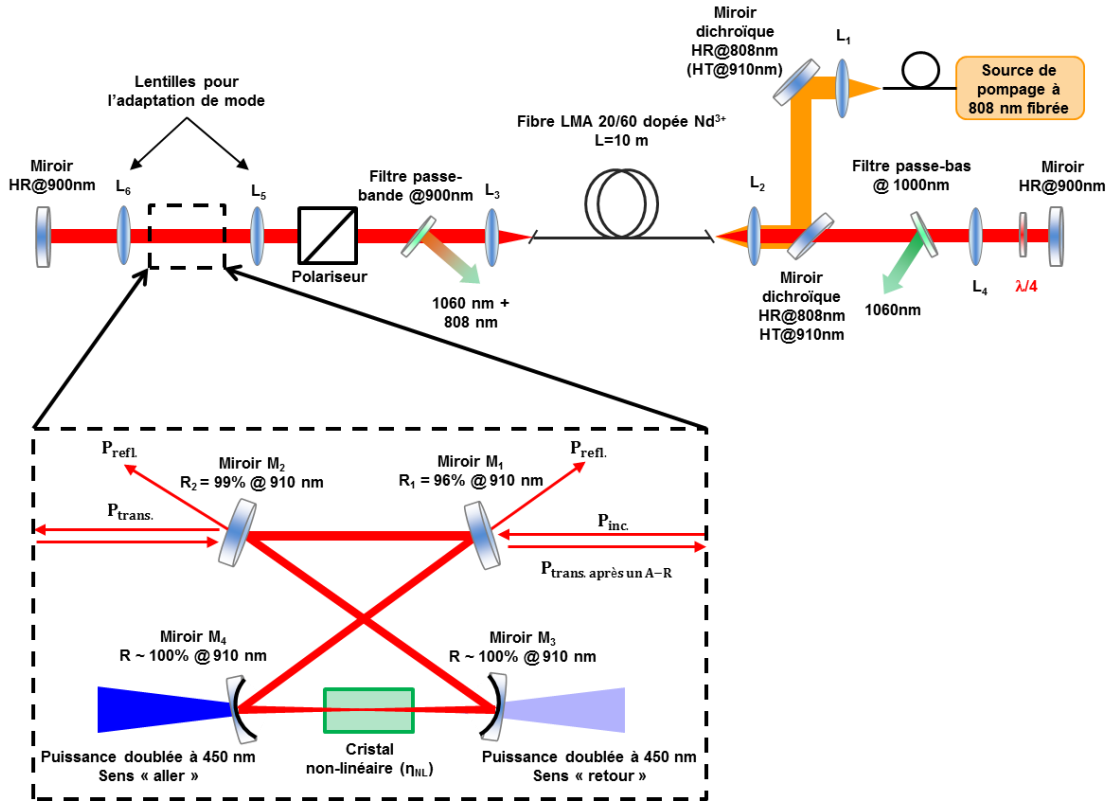 Miroir
dichroïque
HR@808nm
(HT@910nm)
L1
Source de
pompage à
808 nm fibrée
Lentilles pour
l’adaptation de mode
Fibre LMA 20/60 dopée Nd3+
L=10 m
Miroir
HR@900nm
L6
L5
Filtre passe-
bande @900nm
L3
L2
Filtre passe-bas
@ 1000nm
Miroir
HR@900nm
Polariseur
1060 nm +
808 nm
Miroir
dichroïque
HR@808nm
HT@910nm
1060nm
L4
λ/4
Prefl.
Miroir M2
R2 = 99% @ 910 nm
Miroir M1
R1 = 96% @ 910 nm
Prefl.
Ptrans.
Pinc.
Ptrans. après un A−R
Miroir M4
R ~ 100% @ 910 nm
Miroir M3
R ~ 100% @ 910 nm
Puissance doublée à 450 nm
Sens « aller »
Cristal
non-linéaire (ηNL)
Puissance doublée à 450 nm
Sens « retour »